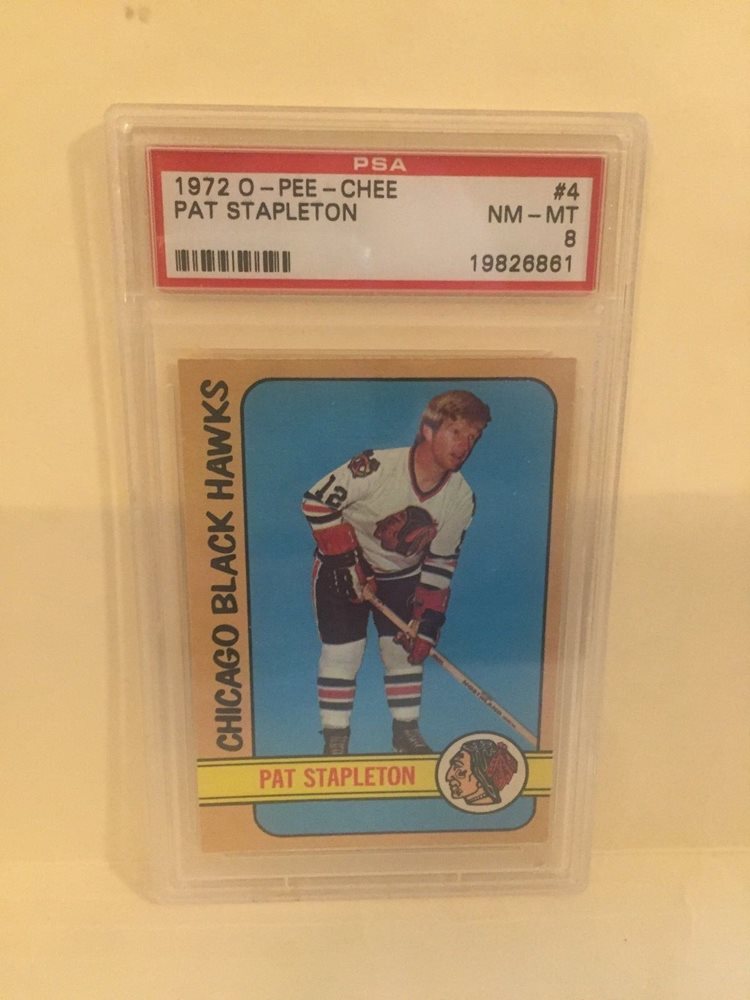 PSA
1972 O-PEE-CHEE #4
PAT STAPLETON NM-MT
8
19826861
CHICAGO BLACK HAWKS
12
PAT STAPLETON